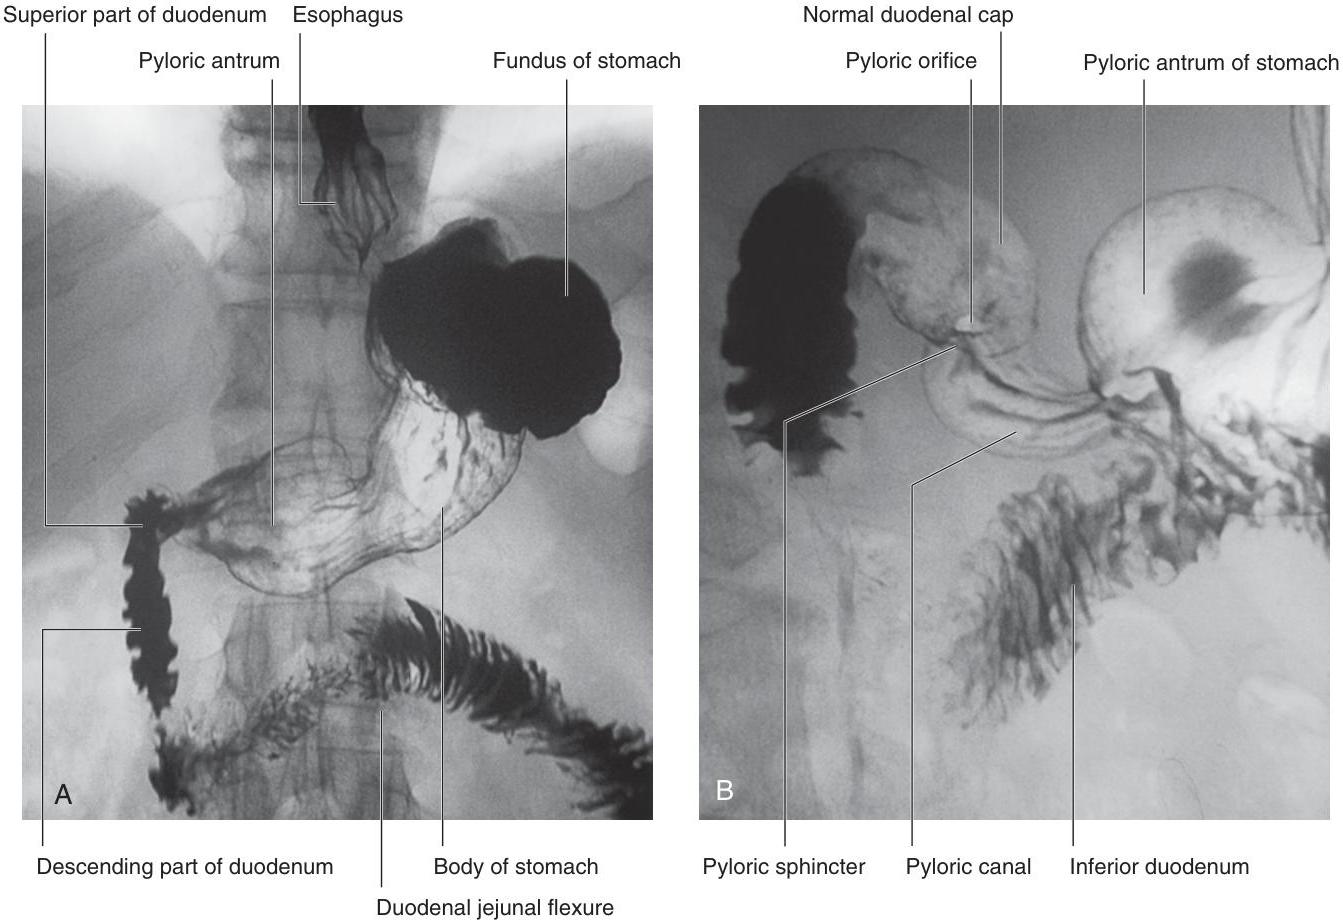 Superior part of duodenum
Esophagus
Pyloric antrum
Fundus of stomach
A
Descending part of duodenum
Body of stomach
Duodenal jejunal flexure
Normal duodenal cap
Pyloric orifice
Pyloric antrum of stomach
B
Pyloric sphincter
Pyloric canal
Inferior duodenum